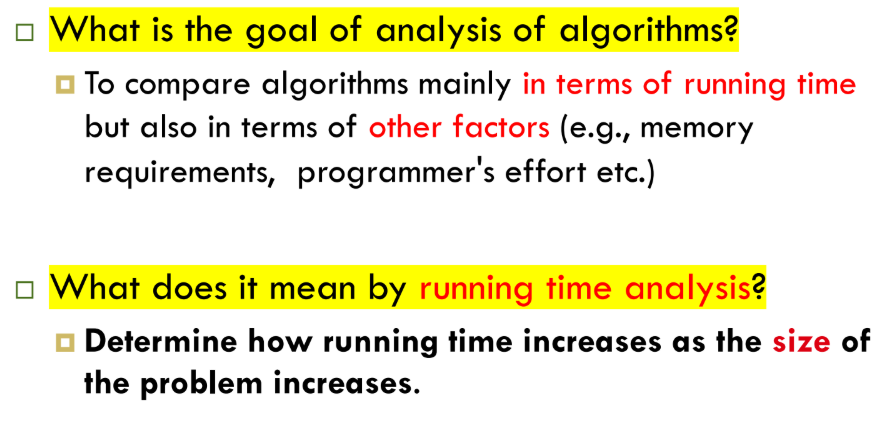 What is the goal of analysis of algorithms?
To compare algorithms mainly in terms of running time
but also in terms of other factors (e.g., memory
requirements, programmer's effort etc.)
What does it mean by running time analysis?
Determine how running time increases as the size of
the problem increases.